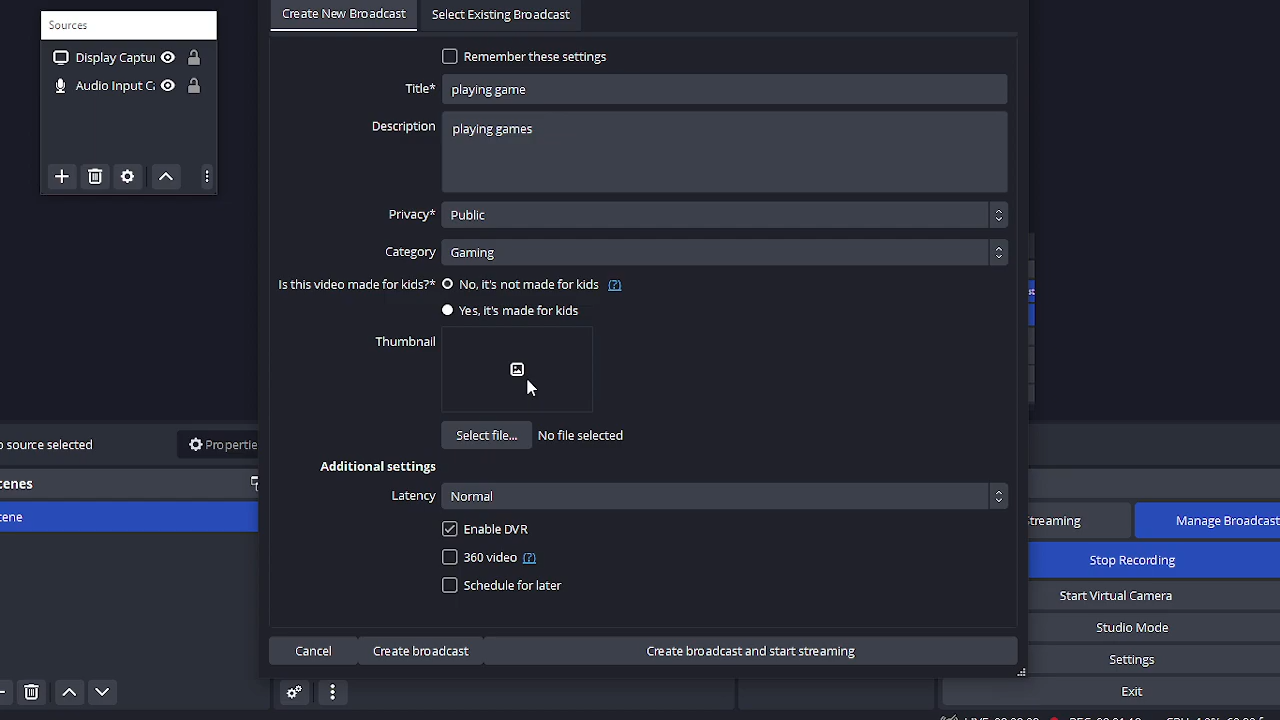 Sources
Display Captu
Audio Input C
Create New Broadcast
Select Ex Broadcast
Remember these settings
Title* playing game
Description playing games
Privacy* Public
Category Gaming
Is this video made for kids?* No, it's not made for kids (?)
Yes, it's made for kids
Thumbnail
Select file... No file selected
Additional settings
Latency Normal
Enable DVR
360 video (?)
Schedule for later
Cancel
Create broadcast
Create broadcast and start streaming
o source selected
Propertie
cenes
cene
treaming
Manage Broadcast
Stop Recording
Start Virtual Camera
Studio Mode
Settings
Exit